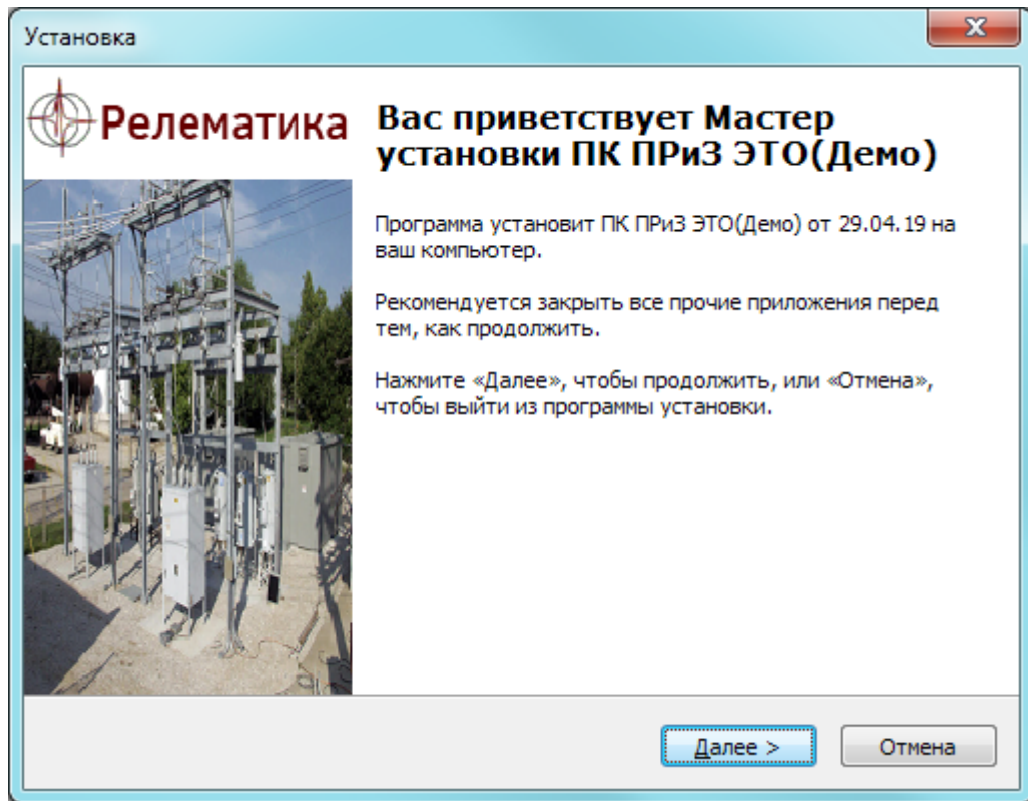 Установка
Релематика
Вас приветствует Мастер
установки ПК ПРиЗ ЭТО(Демо)
Программа установит ПК ПРиЗ ЭТО(Демо) от 29.04.19 на
ваш компьютер.
Рекомендуется закрыть все прочие приложения перед
тем, как продолжить.
Нажмите «Далее», чтобы продолжить, или «Отмена»,
чтобы выйти из программы установки.
Далее >
Отмена